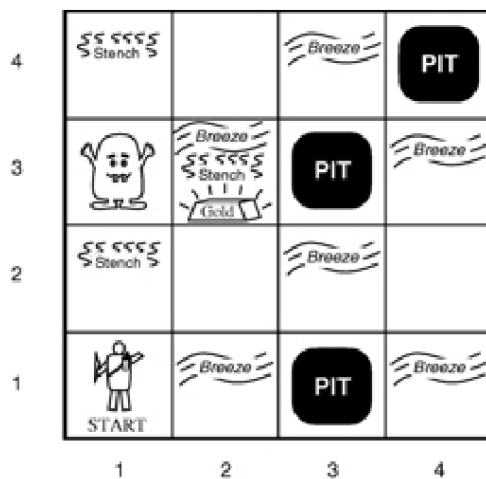 4
Stench
Breeze
PIT
3
Breeze
Stench
Gold
PIT
Breeze
2
Stench
Breeze
1
START
Breeze
PIT
Breeze
1 2 3 4